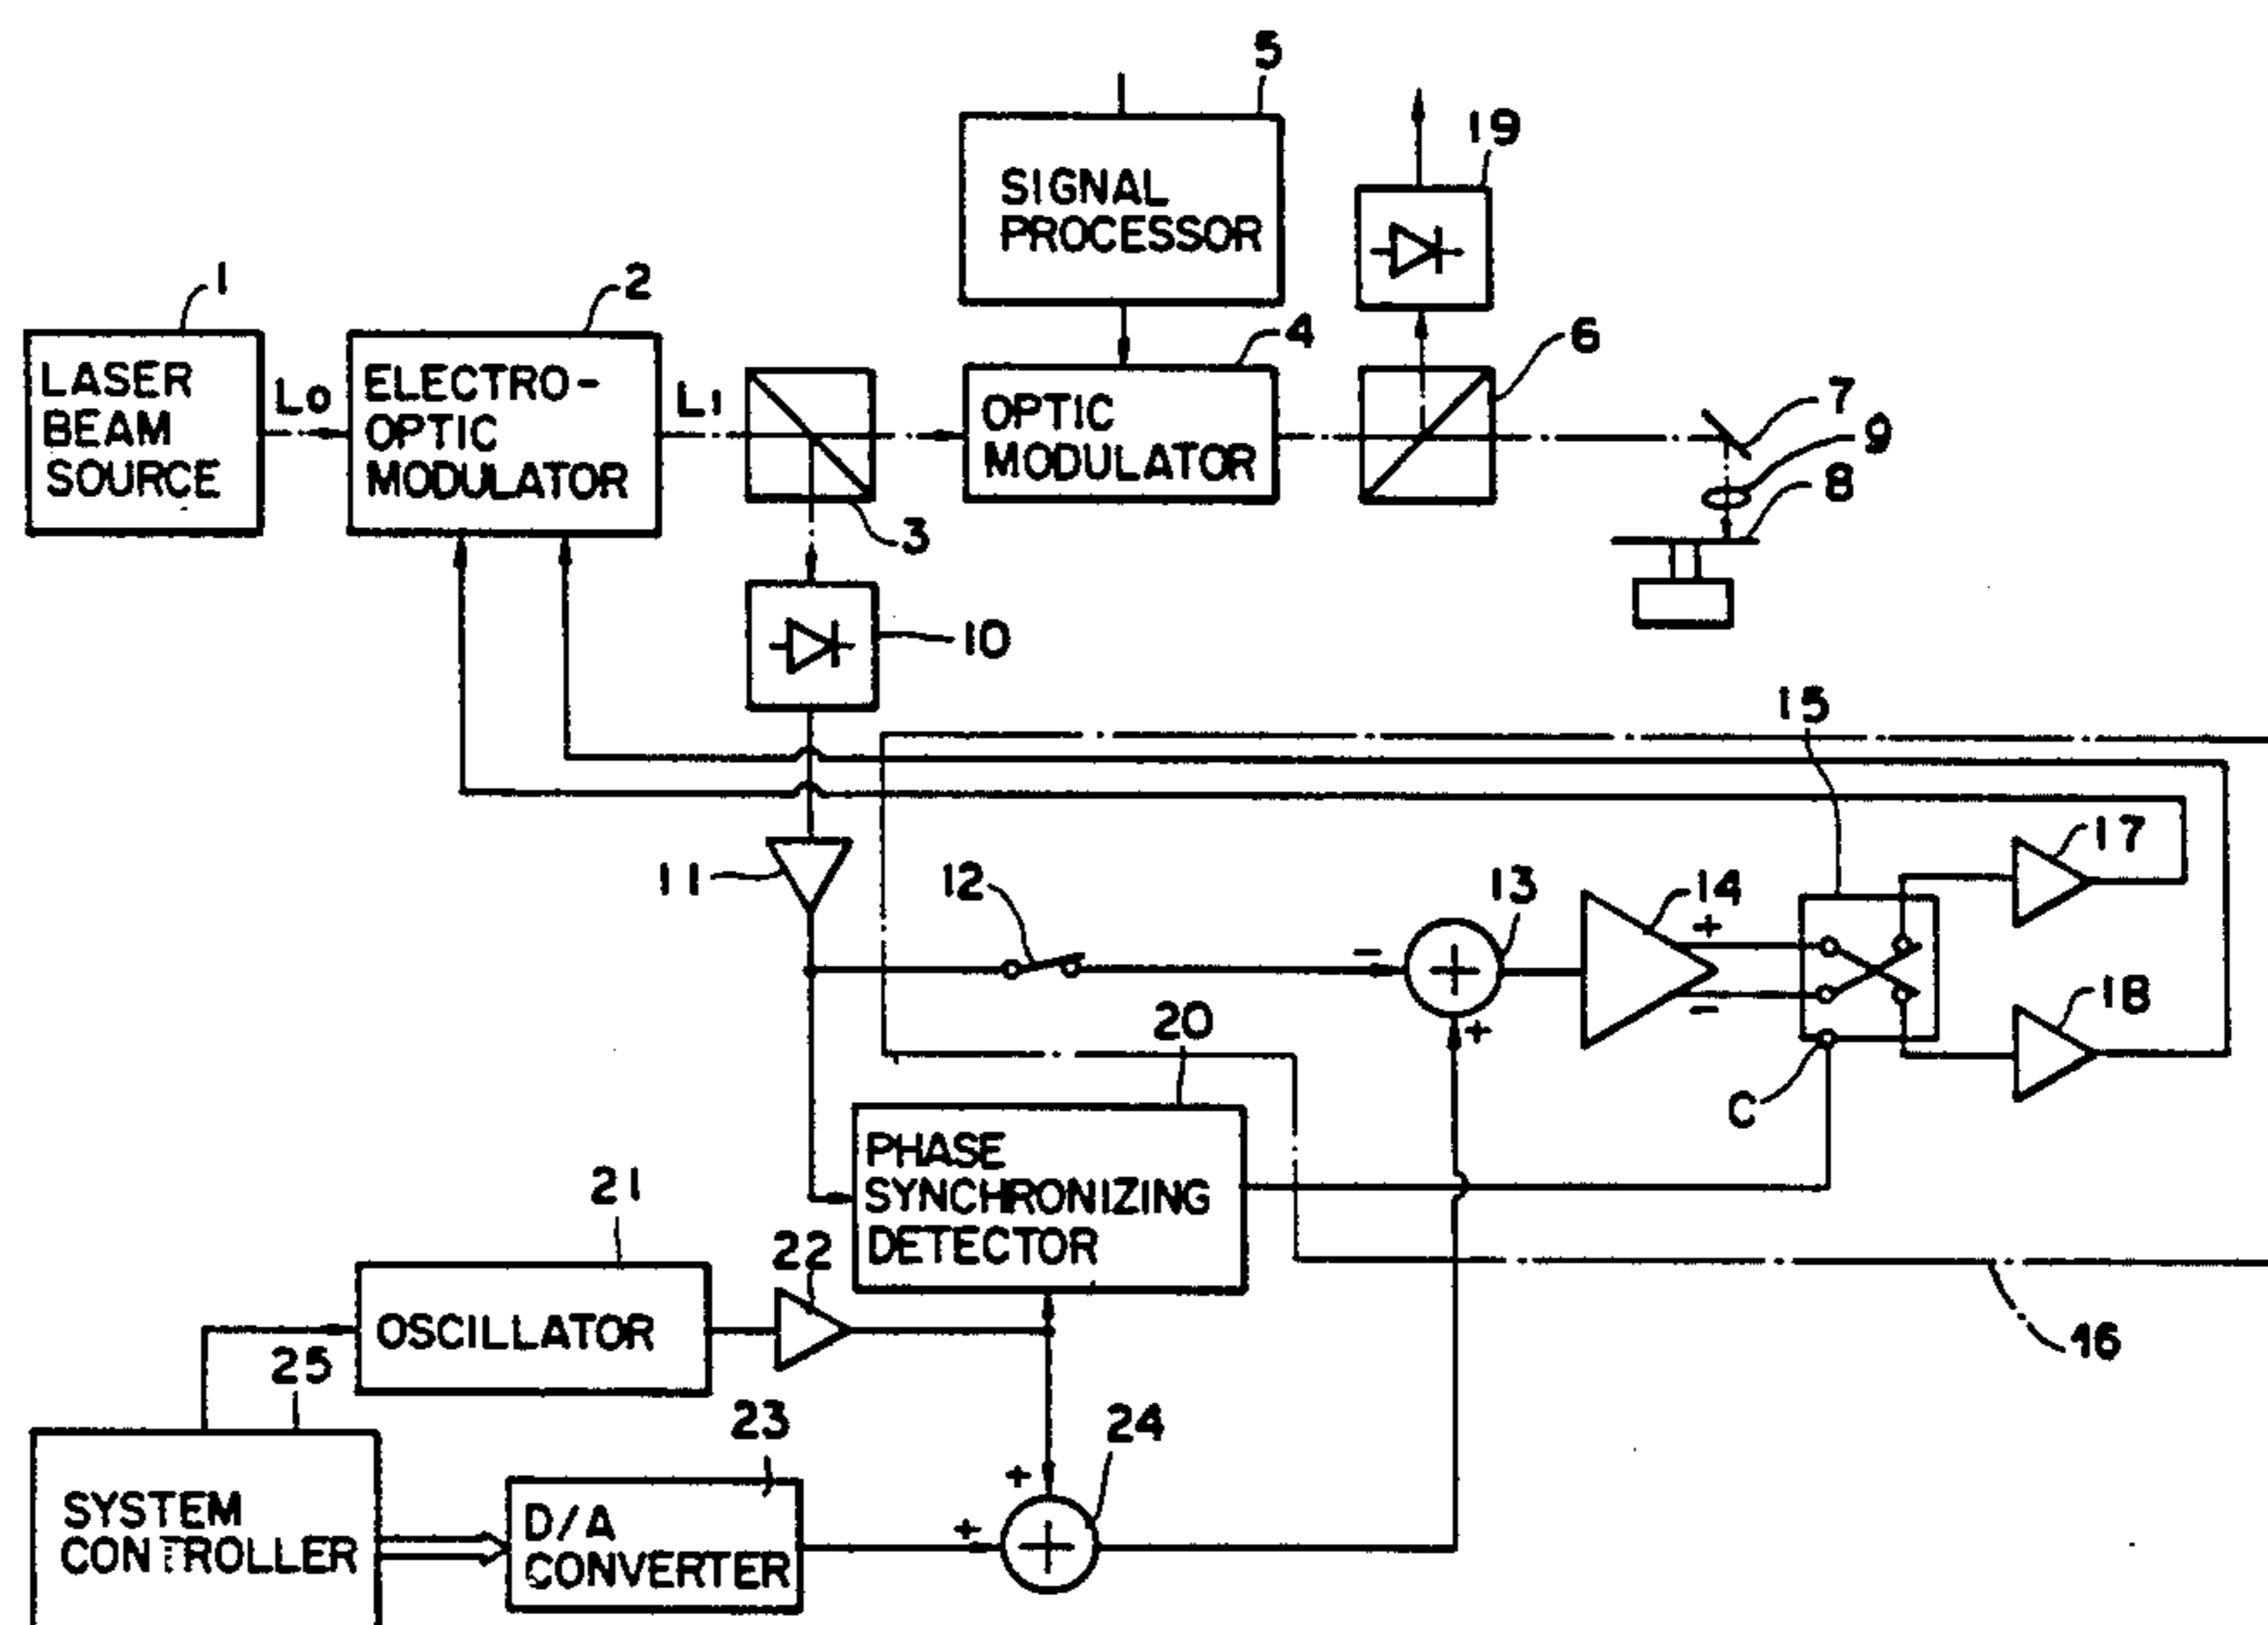 5
19
SIGNAL
PROCESSOR
1
2
4
6
LASER
BEAM
SOURCE
L0
ELECTRO-
OPTIC
MODULATOR
L1
OPTIC
MODULATOR
7
9
8
3
10
15
17
11
12
13
14
+
-
-
+
18
20
C
PHASE
SYNCHRONIZING
DETECTOR
21
22
OSCILLATOR
16
25
23
24
+
+
SYSTEM
CONTROLLER
D/A
CONVERTER